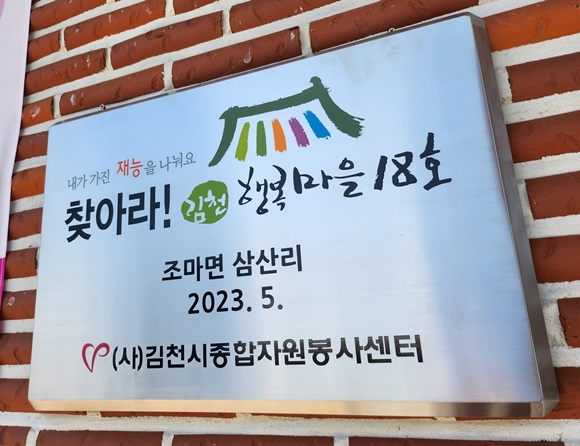 내가 가진 재능을 나눠요
찾아라! 김천 행복마을 18호
조마면 삼산리
2023. 5.
(사)김천시종합자원봉사센터